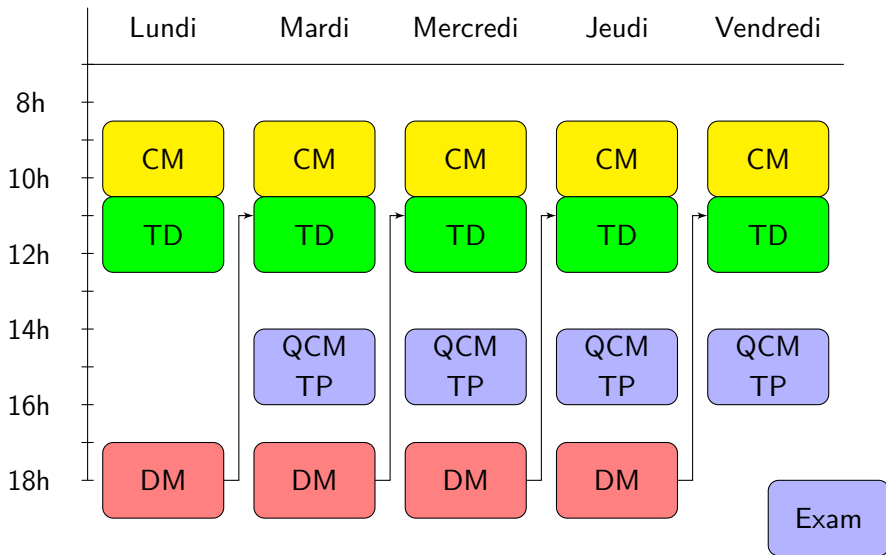 Lundi Mardi Mercredi Jeudi Vendredi
8h
CM CM CM CM CM
10h
TD TD TD TD TD
12h
14h
QCM QCM QCM QCM
TP TP TP TP
16h
18h DM DM DM DM
Exam